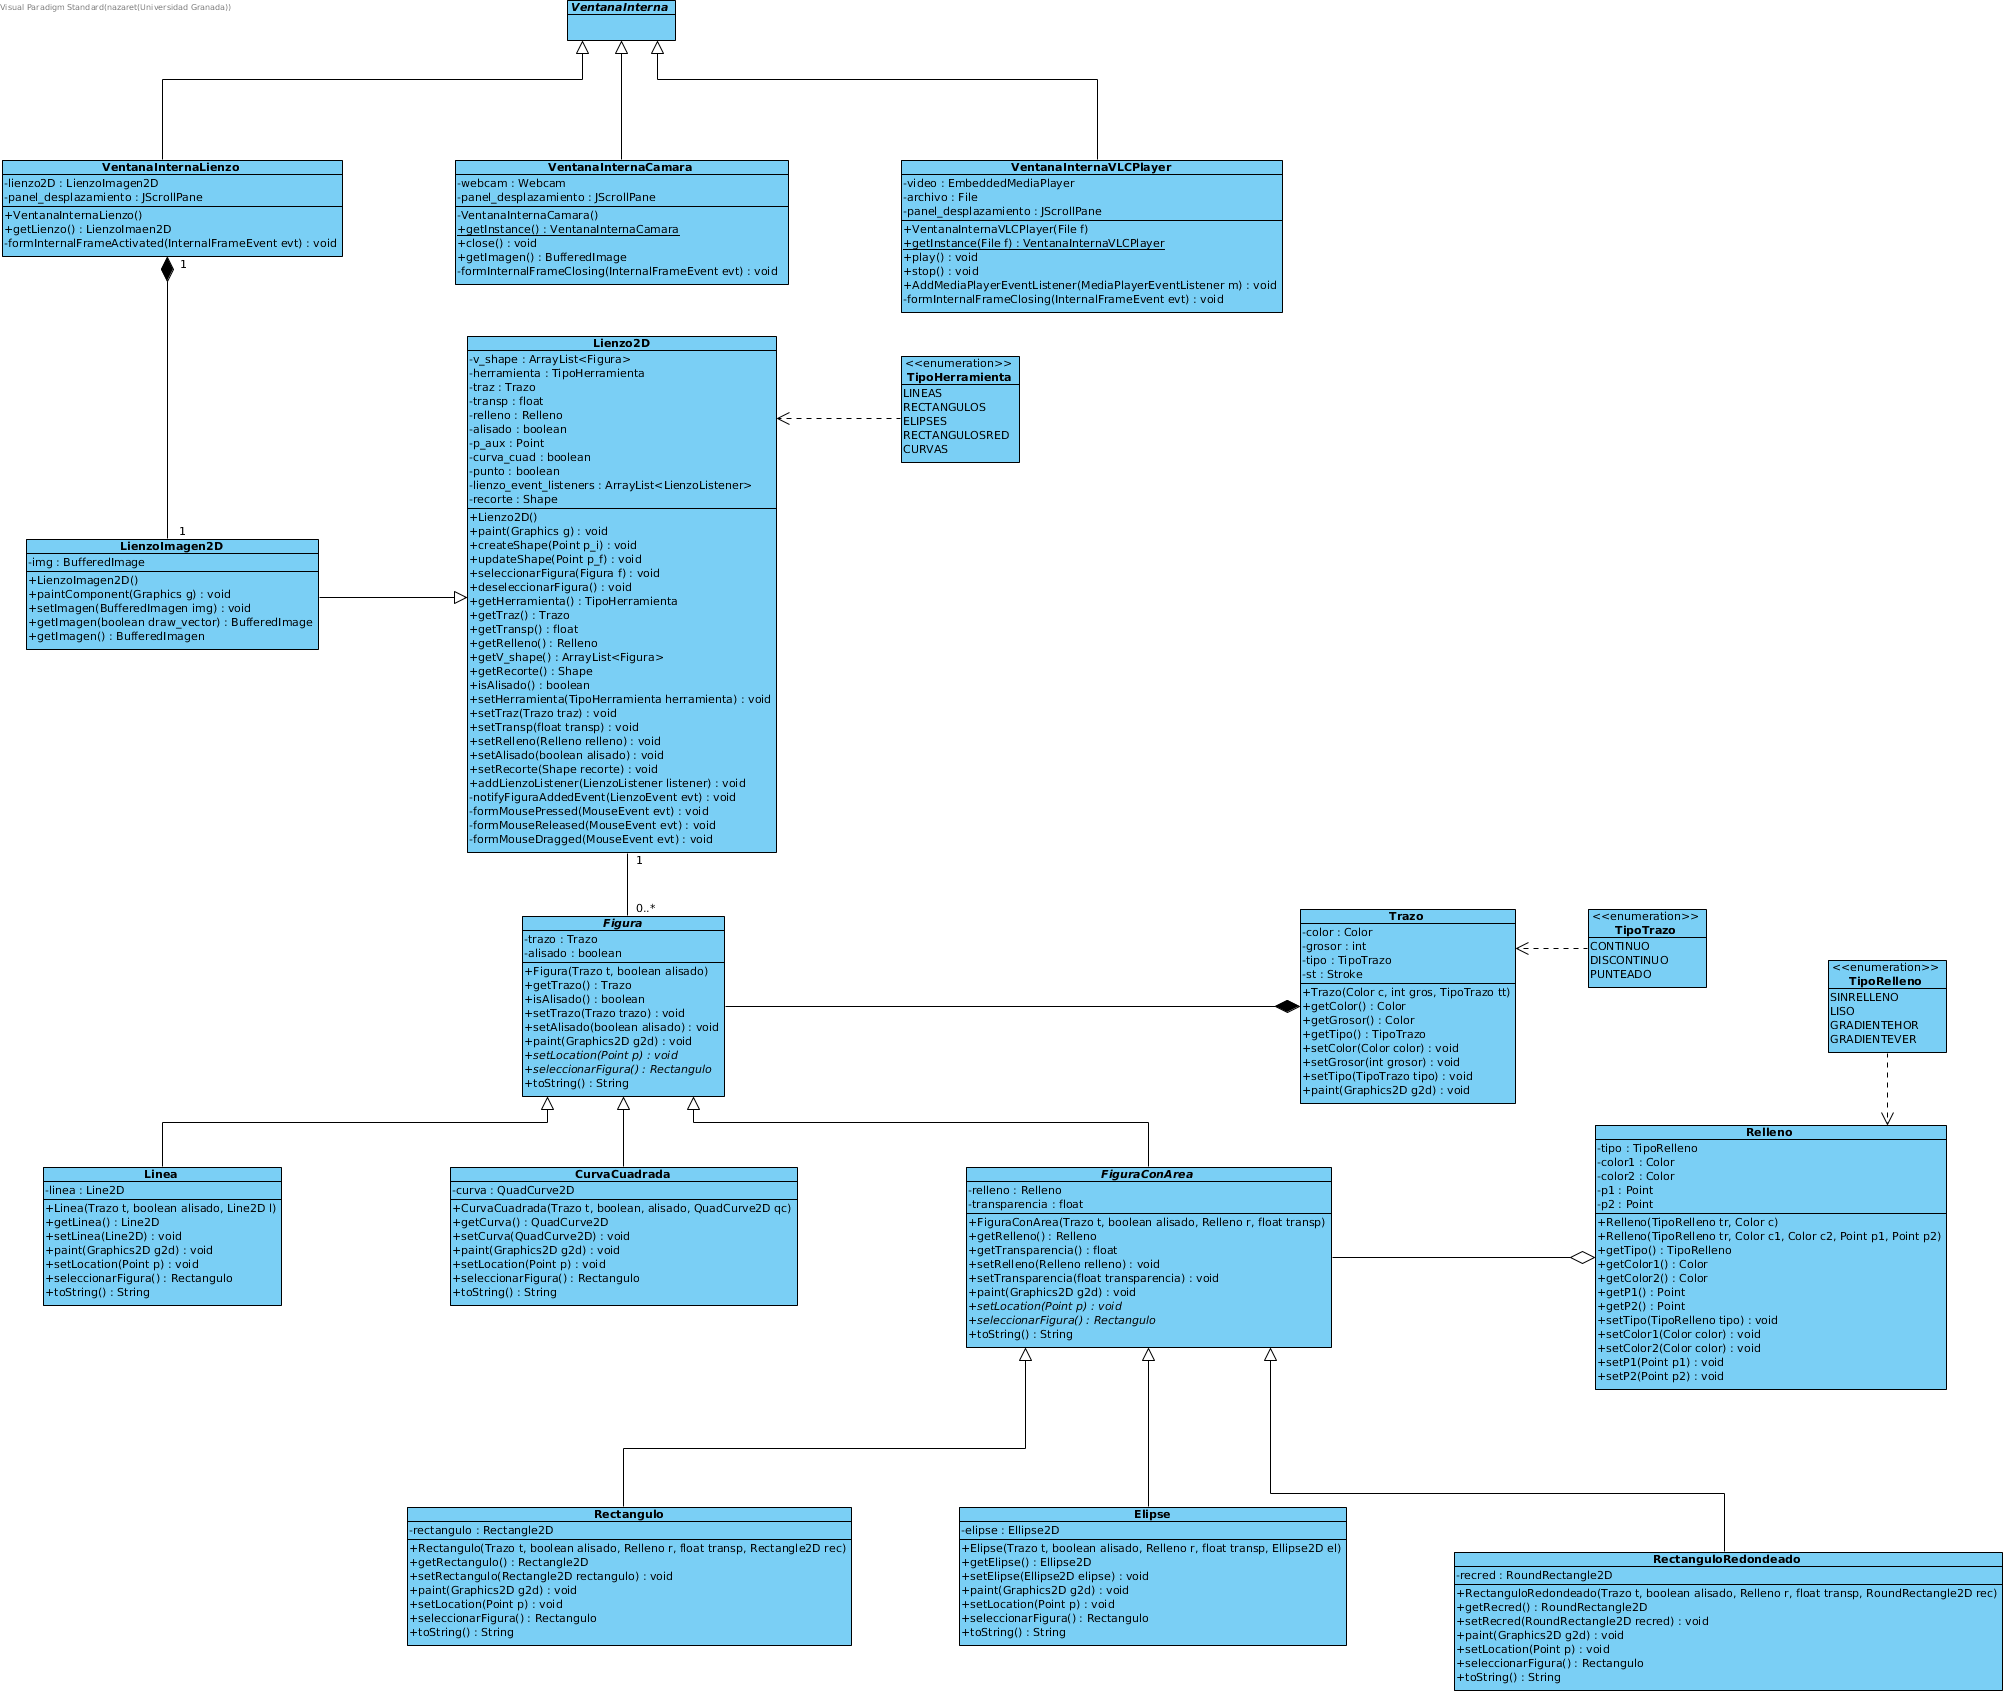 Visual Paradigm Standard(nazaret(Universidad Granada))
VentanaInterna
VentanaInternaLienzo
-lienzo2D : LienzoImagen2D
-panel_desplazamiento : JScrollPane
+VentanaInternaLienzo()
+getLienzo() : LienzoImaen2D
-formInternalFrameActivated(InternalFrameEvent evt) : void
VentanaInternaCamara
-webcam : Webcam
-panel_desplazamiento : JScrollPane
-VentanaInternaCamara()
+getInstance() : VentanaInternaCamara
+close() : void
+getImagen() : BufferedImage
-formInternalFrameClosing(InternalFrameEvent evt) : void
VentanaInternaVLCPlayer
-video : EmbeddedMediaPlayer
-archivo : File
-panel_desplazamiento : JScrollPane
+VentanaInternaVLCPlayer(File f)
+getInstance(File f) : VentanaInternaVLCPlayer
+play() : void
+stop() : void
+AddMediaPlayerEventListener(MediaPlayerEventListener m) : void
-formInternalFrameClosing(InternalFrameEvent evt) : void
1
1
Lienzo2D
-v_shape : ArrayList<Figura>
-herramienta : TipoHerramienta
-traz : Trazo
-transp : float
-relleno : Relleno
-alisado : boolean
-p_aux : Point
-curva_cuad : boolean
-punto : boolean
-lienzo_event_listeners : ArrayList<LienzoListener>
-recorte : Shape
+Lienzo2D()
+paint(Graphics g) : void
+createShape(Point p_i) : void
+updateShape(Point p_f) : void
+seleccionarFigura(Figura f) : void
+deseleccionarFigura() : void
+getHerramienta() : TipoHerramienta
+getTraz() : Trazo
+getTransp() : float
+getRelleno() : Relleno
+getV_shape() : ArrayList<Figura>
+getRecorte() : Shape
+isAlisado() : boolean
+setHerramienta(TipoHerramienta herramienta) : void
+setTraz(Trazo traz) : void
+setTransp(float transp) : void
+setRelleno(Relleno relleno) : void
+setAlisado(boolean alisado) : void
+setRecorte(Shape recorte) : void
+addLienzoListener(LienzoListener listener) : void
-notifyFiguraAddedEvent(LienzoEvent evt) : void
-formMousePressed(MouseEvent evt) : void
-formMouseReleased(MouseEvent evt) : void
-formMouseDragged(MouseEvent evt) : void
<<enumeration>>
TipoHerramienta
LINEAS
RECTANGULOS
ELIPSES
RECTANGULOSRED
CURVAS
LienzoImagen2D
-img : BufferedImage
+LienzoImagen2D()
+paintComponent(Graphics g) : void
+setImagen(BufferedImagen img) : void
+getImagen(boolean draw_vector) : BufferedImage
+getImagen() : BufferedImagen
1
0..*
Figura
-trazo : Trazo
-alisado : boolean
+Figura(Trazo t, boolean alisado)
+getTrazo() : Trazo
+isAlisado() : boolean
+setTrazo(Trazo trazo) : void
+setAlisado(boolean alisado) : void
+paint(Graphics2D g2d) : void
+setLocation(Point p) : void
+seleccionarFigura() : Rectangulo
+toString() : String
Trazo
-color : Color
-grosor : int
-tipo : TipoTrazo
-st : Stroke
+Trazo(Color c, int gros, TipoTrazo tt)
+getColor() : Color
+getGrosor() : Color
+getTipo() : TipoTrazo
+setColor(Color color) : void
+setGrosor(int grosor) : void
+setTipo(TipoTrazo tipo) : void
+paint(Graphics2D g2d) : void
<<enumeration>>
TipoTrazo
CONTINUO
DISCONTINUO
PUNTEADO
<<enumeration>>
TipoRelleno
SINRELLENO
LISO
GRADIENTEHOR
GRADIENTEVER
Relleno
-tipo : TipoRelleno
-color1 : Color
-color2 : Color
-p1 : Point
-p2 : Point
+Relleno(TipoRelleno tr, Color c)
+Relleno(TipoRelleno tr, Color c1, Color c2, Point p1, Point p2)
+getTipo() : TipoRelleno
+getColor1() : Color
+getColor2() : Color
+getP1() : Point
+getP2() : Point
+setTipo(TipoRelleno tipo) : void
+setColor1(Color color) : void
+setColor2(Color color) : void
+setP1(Point p1) : void
+setP2(Point p2) : void
Linea
-linea : Line2D
+Linea(Trazo t, boolean alisado, Line2D l)
+getLinea() : Line2D
+setLinea(Line2D) : void
+paint(Graphics2D g2d) : void
+setLocation(Point p) : void
+seleccionarFigura() : Rectangulo
+toString() : String
CurvaCuadrada
-curva : QuadCurve2D
+CurvaCuadrada(Trazo t, boolean, alisado, QuadCurve2D qc)
+getCurva() : QuadCurve2D
+setCurva(QuadCurve2D) : void
+paint(Graphics2D g2d) : void
+setLocation(Point p) : void
+seleccionarFigura() : Rectangulo
+toString() : String
FiguraConArea
-relleno : Relleno
-transparencia : float
+FiguraConArea(Trazo t, boolean alisado, Relleno r, float transp)
+getRelleno() : Relleno
+getTransparencia() : float
+setRelleno(Relleno relleno) : void
+setTransparencia(float transparencia) : void
+paint(Graphics2D g2d) : void
+setLocation(Point p) : void
+seleccionarFigura() : Rectangulo
+toString() : String
Rectangulo
-rectangulo : Rectangle2D
+Rectangulo(Trazo t, boolean alisado, Relleno r, float transp, Rectangle2D rec)
+getRectangulo() : Rectangle2D
+setRectangulo(Rectangle2D rectangulo) : void
+paint(Graphics2D g2d) : void
+setLocation(Point p) : void
+seleccionarFigura() : Rectangulo
+toString() : String
Elipse
-elipse : Ellipse2D
+Elipse(Trazo t, boolean alisado, Relleno r, float transp, Ellipse2D el)
+getElipse() : Ellipse2D
+setElipse(Ellipse2D elipse) : void
+paint(Graphics2D g2d) : void
+setLocation(Point p) : void
+seleccionarFigura() : Rectangulo
+toString() : String
RectanguloRedondeado
-recred : RoundRectangle2D
+RectanguloRedondeado(Trazo t, boolean alisado, Relleno r, float transp, RoundRectangle2D rec)
+getRecred() : RoundRectangle2D
+setRecred(RoundRectangle2D recred) : void
+paint(Graphics2D g2d) : void
+setLocation(Point p) : void
+seleccionarFigura() : Rectangulo
+toString() : String